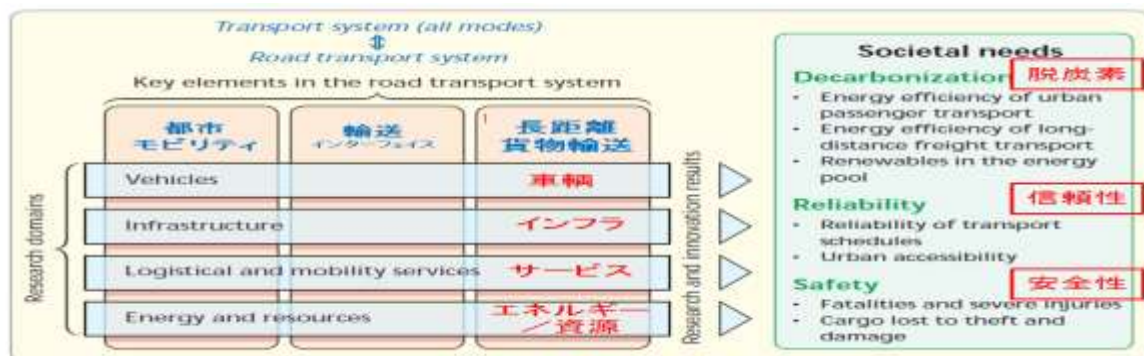 Transport system (all modes)
Road transport system
Key elements in the road transport system
都市
モビリティ
輸送
インターフェイス
長距離
貨物輸送
Research domains
Vehicles
車輌
Infrastructure
インフラ
Logistical and mobility services
サービス
Energy and resources
エネルギー
／資源
Research and innovation results
Societal needs
Decarbonization
脱炭素
• Energy efficiency of urban
passenger transport
• Energy efficiency of long-
distance freight transport
• Renewables in the energy
pool
Reliability
信頼性
• Reliability of transport
schedules
• Urban accessibility
Safety
安全性
• Fatalities and severe injuries
• Cargo lost to theft and
damage